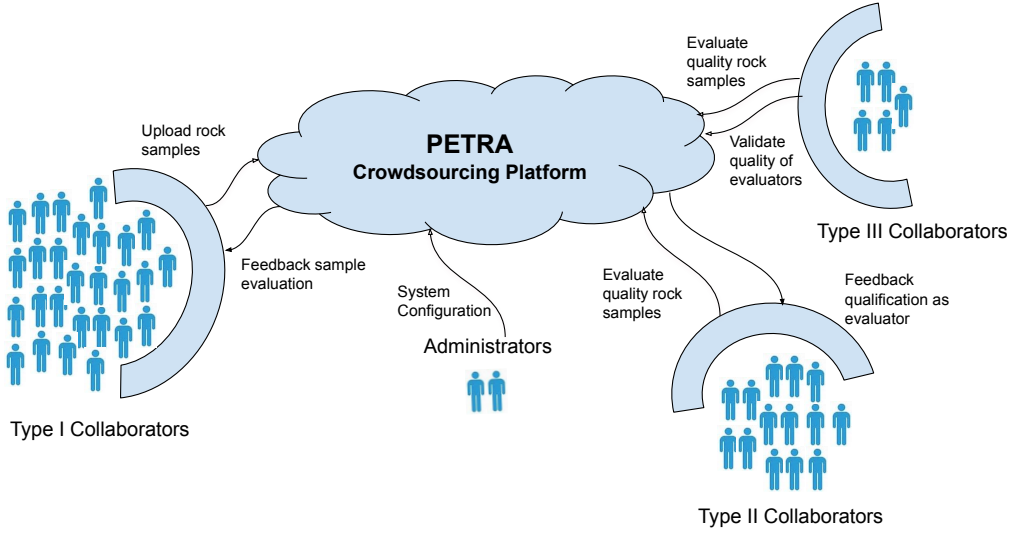 Evaluate
quality rock
samples
PETRA
Crowdsourcing Platform
Upload rock
samples
Validate
quality of
evaluators
Type III Collaborators
Feedback sample
evaluation
Evaluate
quality rock
samples
Feedback
qualification as
evaluator
System
Configuration
Administrators
Type I Collaborators
Type II Collaborators